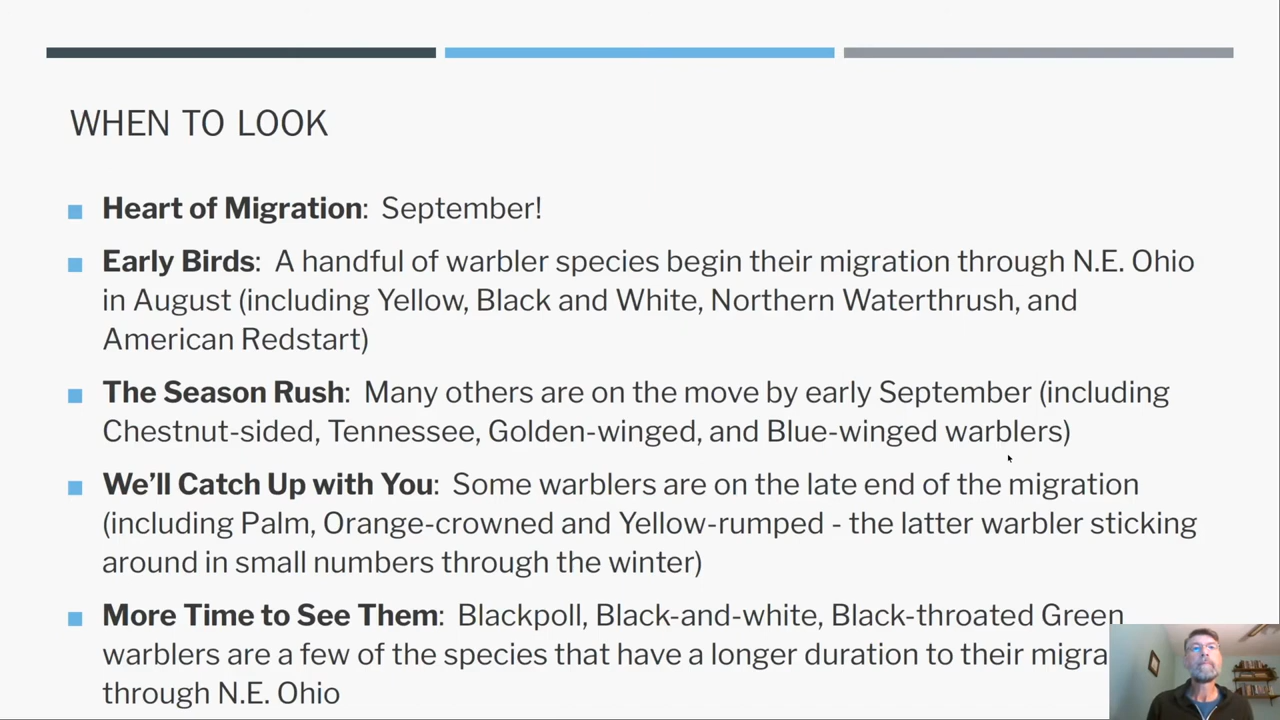 WHEN TO LOOK
Heart of Migration: September!
Early Birds: A handful of warbler species begin their migration through N.E. Ohio
in August (including Yellow, Black and White, Northern Waterthrush, and
American Redstart)
The Season Rush: Many others are on the move by early September (including
Chestnut-sided, Tennessee, Golden-winged, and Blue-winged warblers)
We’ll Catch Up with You: Some warblers are on the late end of the migration
(including Palm, Orange-crowned and Yellow-rumped - the latter warbler sticking
around in small numbers through the winter)
More Time to See Them: Blackpoll, Black-and-white, Black-throated Green
warblers are a few of the species that have a longer duration to their migra
through N.E. Ohio